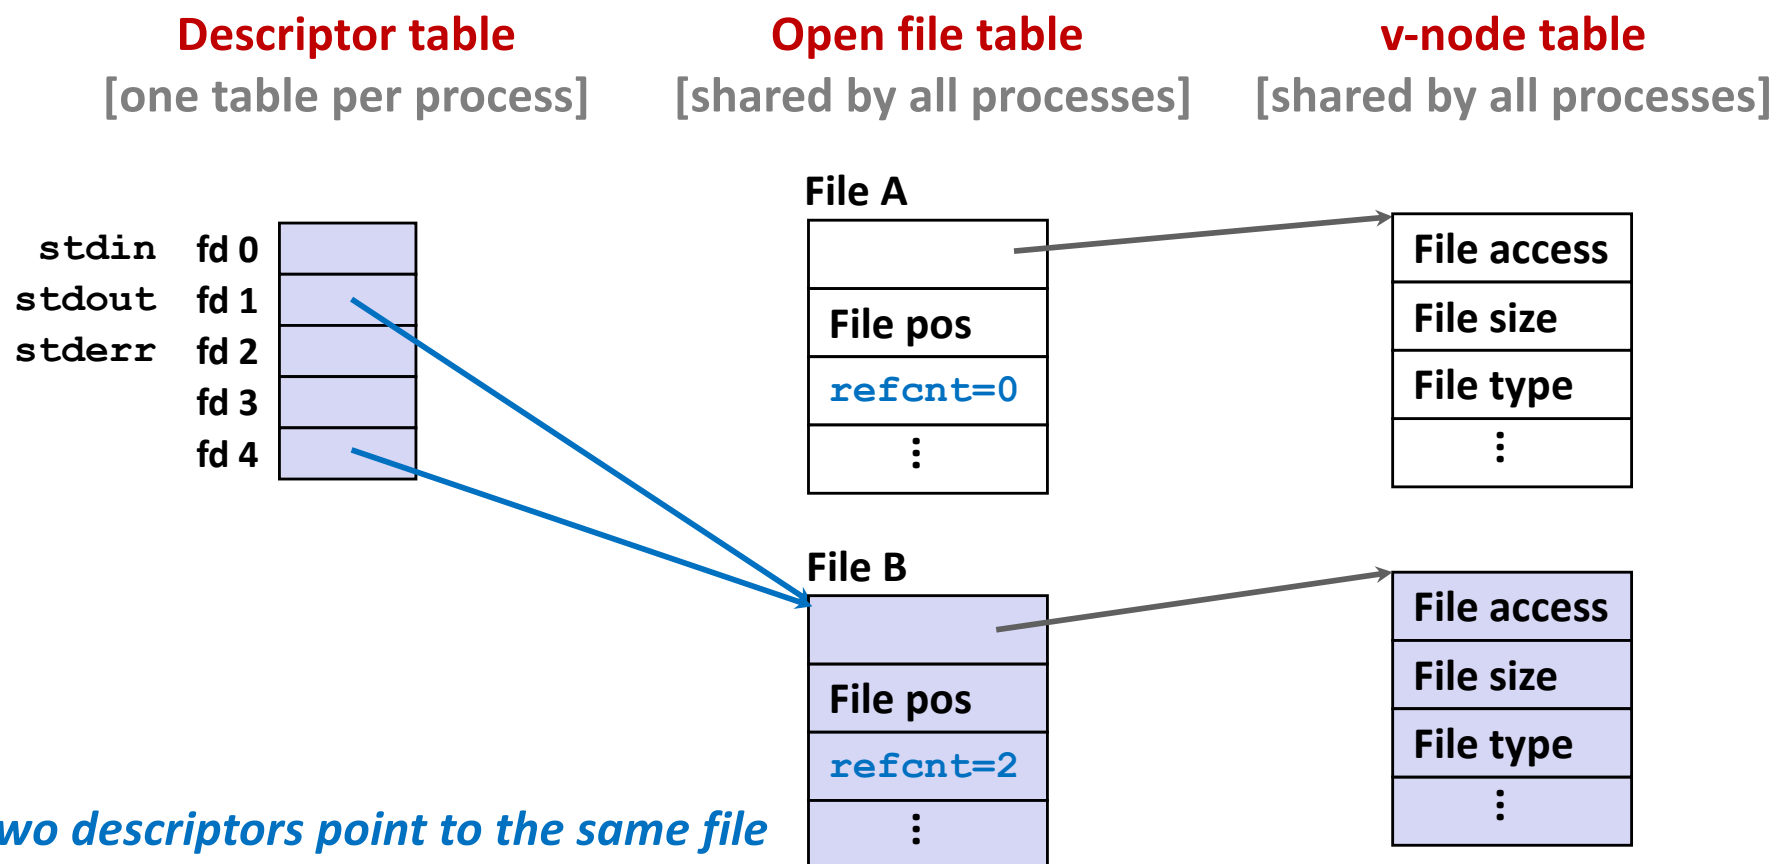 Descriptor table
[one table per process]
Open file table
[shared by all processes]
v-node table
[shared by all processes]
stdin fd 0
stdout fd 1
stderr fd 2
fd 3
fd 4
File A
File pos
refcnt=0
⋮
File access
File size
File type
⋮
File B
File pos
refcnt=2
⋮
File access
File size
File type
⋮
wo descriptors point to the same file